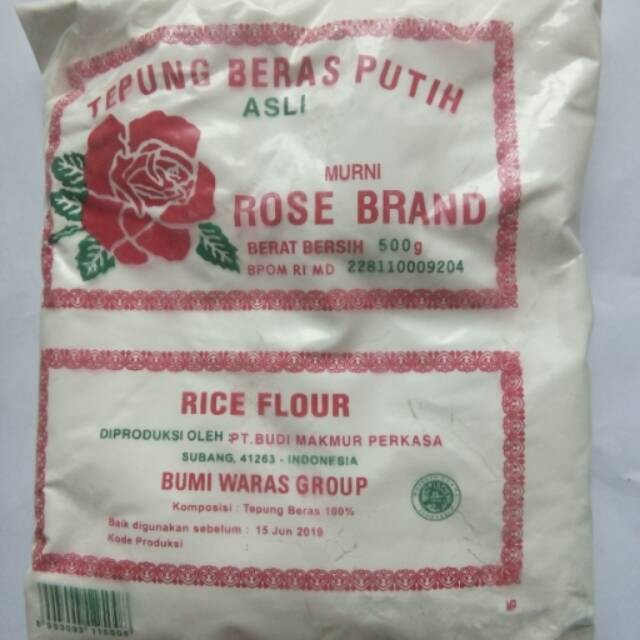 TEPUNG BERAS PUTIH
ASLI
MURNI
ROSE BRAND
BERAT BERSIH 500g
BPOM RI MD 228110009204
RICE FLOUR
DIPRODUKSI OLEH : PT. BUDI MAKMUR PERKASA
SUBANG, 41263 - INDONESIA
BUMI WARAS GROUP
Komposisi : Tepung Beras 100%
Baik digunakan sebelum : 15 Jun 2018
Kode Produksi :